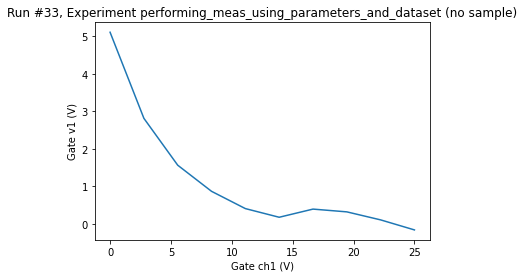 Run #33, Experiment performing_meas_using_parameters_and_dataset (no sample)
5
4
3
2
1
0
Gate v1 (V)
0 5 10 15 20 25
Gate ch1 (V)